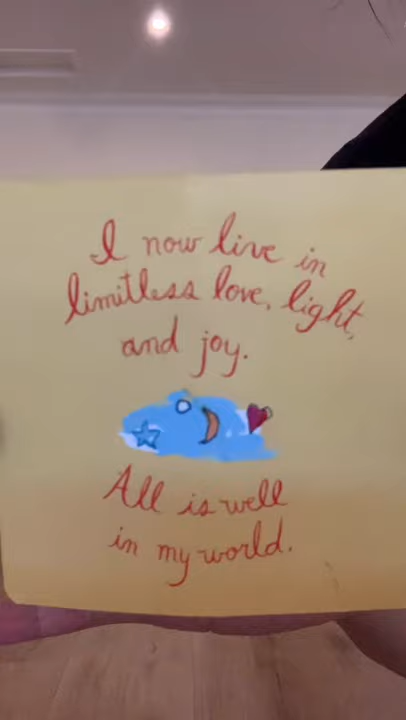 I now live in
limitless love, light,
and joy.
All is well
in my world.